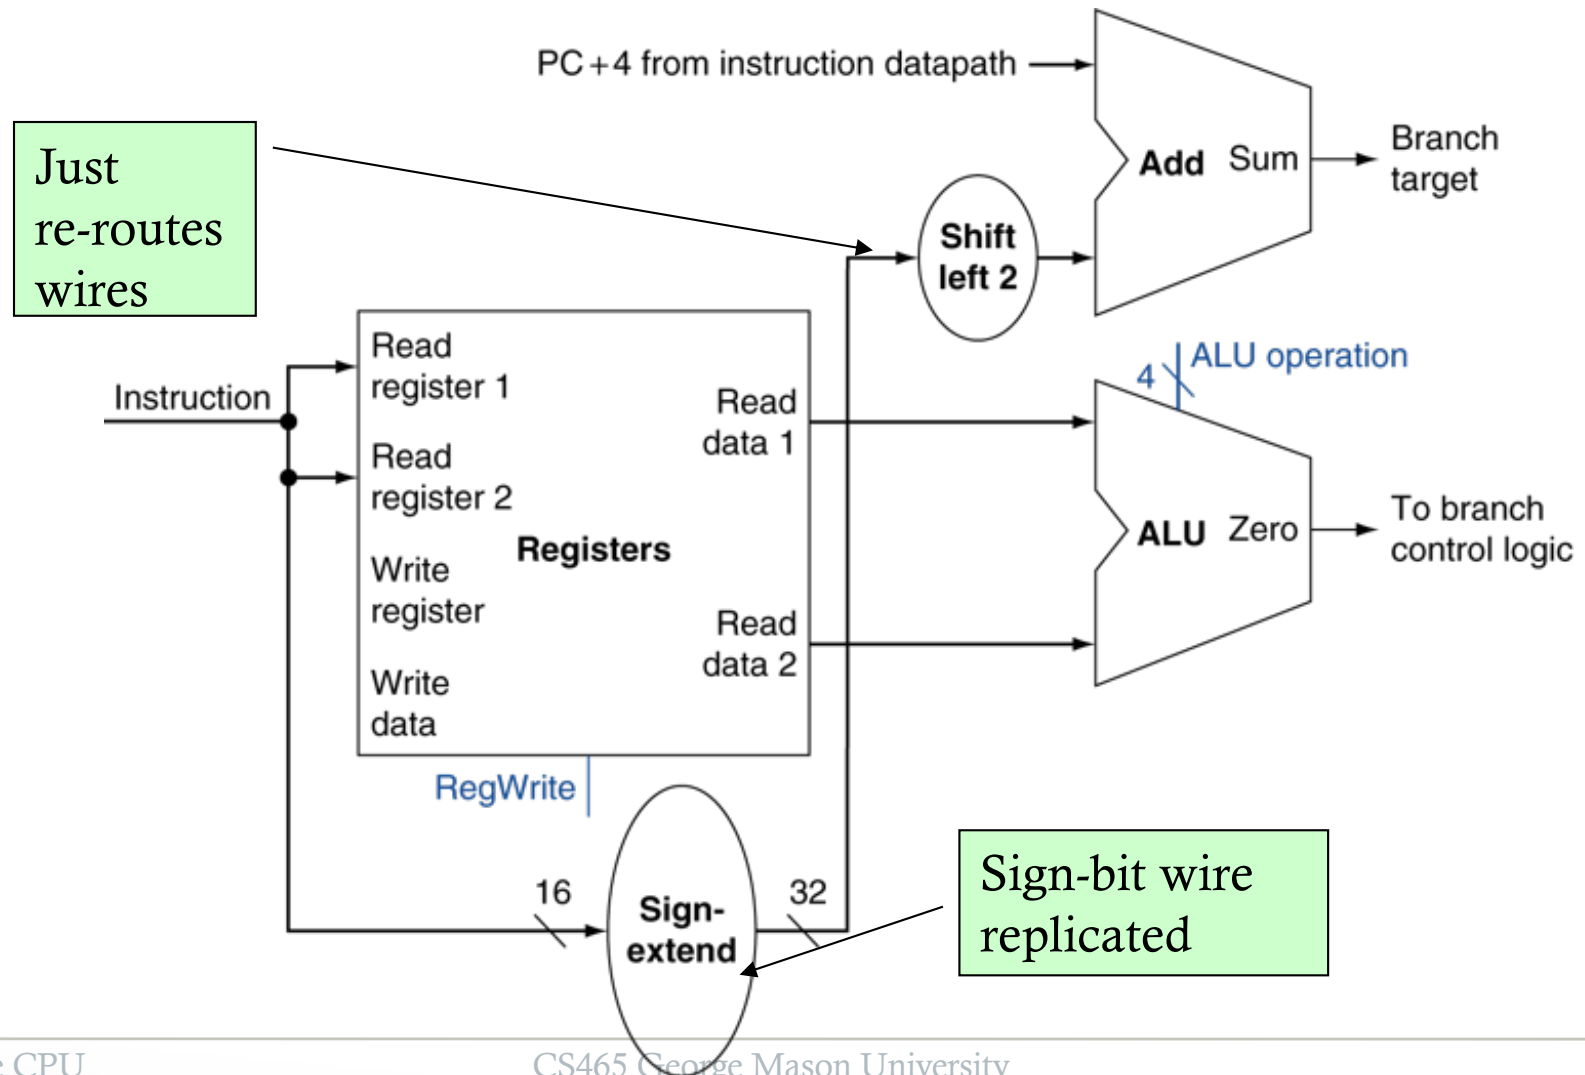 PC+4 from instruction datapath
Just
re-routes
wires
Add Sum
Branch
target
Shift
left 2
Instruction
Read
register 1
Read
register 2
Registers
Write
register
Write
data
Read
data 1
Read
data 2
RegWrite
4
ALU operation
ALU Zero
To branch
control logic
16
Sign-
extend
32
Sign-bit wire
replicated
e CPU
CS465 George Mason University